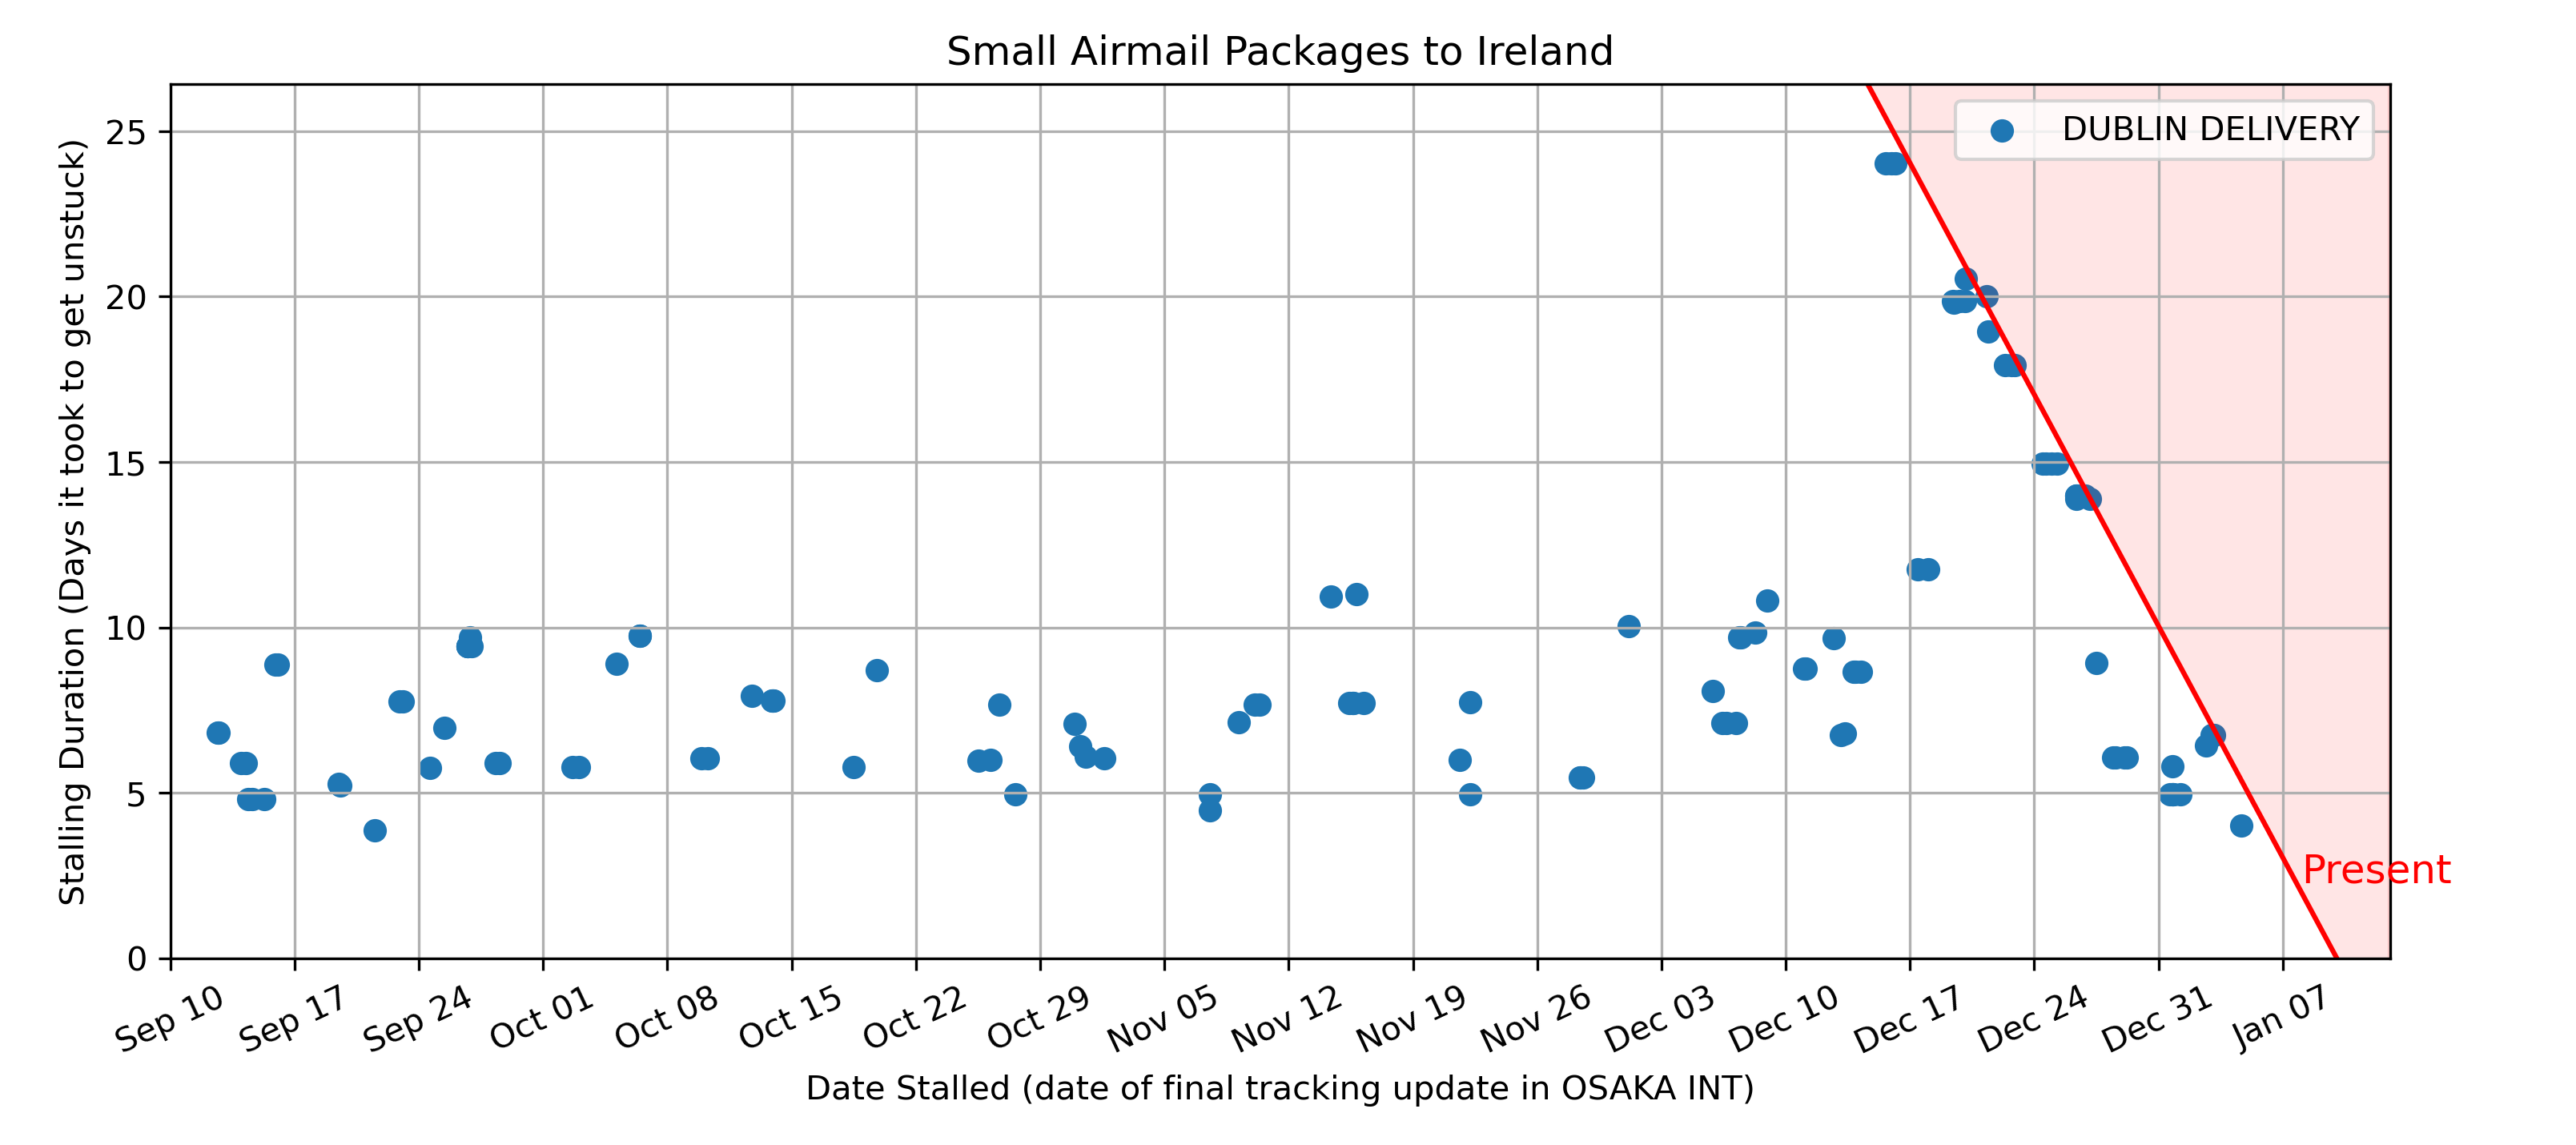 Small Airmail Packages to Ireland
DUBLIN DELIVERY
Stalling Duration (Days it took to get unstuck)
25
20
15
10
5
0
Present
Sep 10
Sep 17
Sep 24
Oct 01
Oct 08
Oct 15
Oct 22
Oct 29
Nov 05
Nov 12
Nov 19
Nov 26
Dec 03
Dec 10
Dec 17
Dec 24
Dec 31
Jan 07
Date Stalled (date of final tracking update in OSAKA INT)